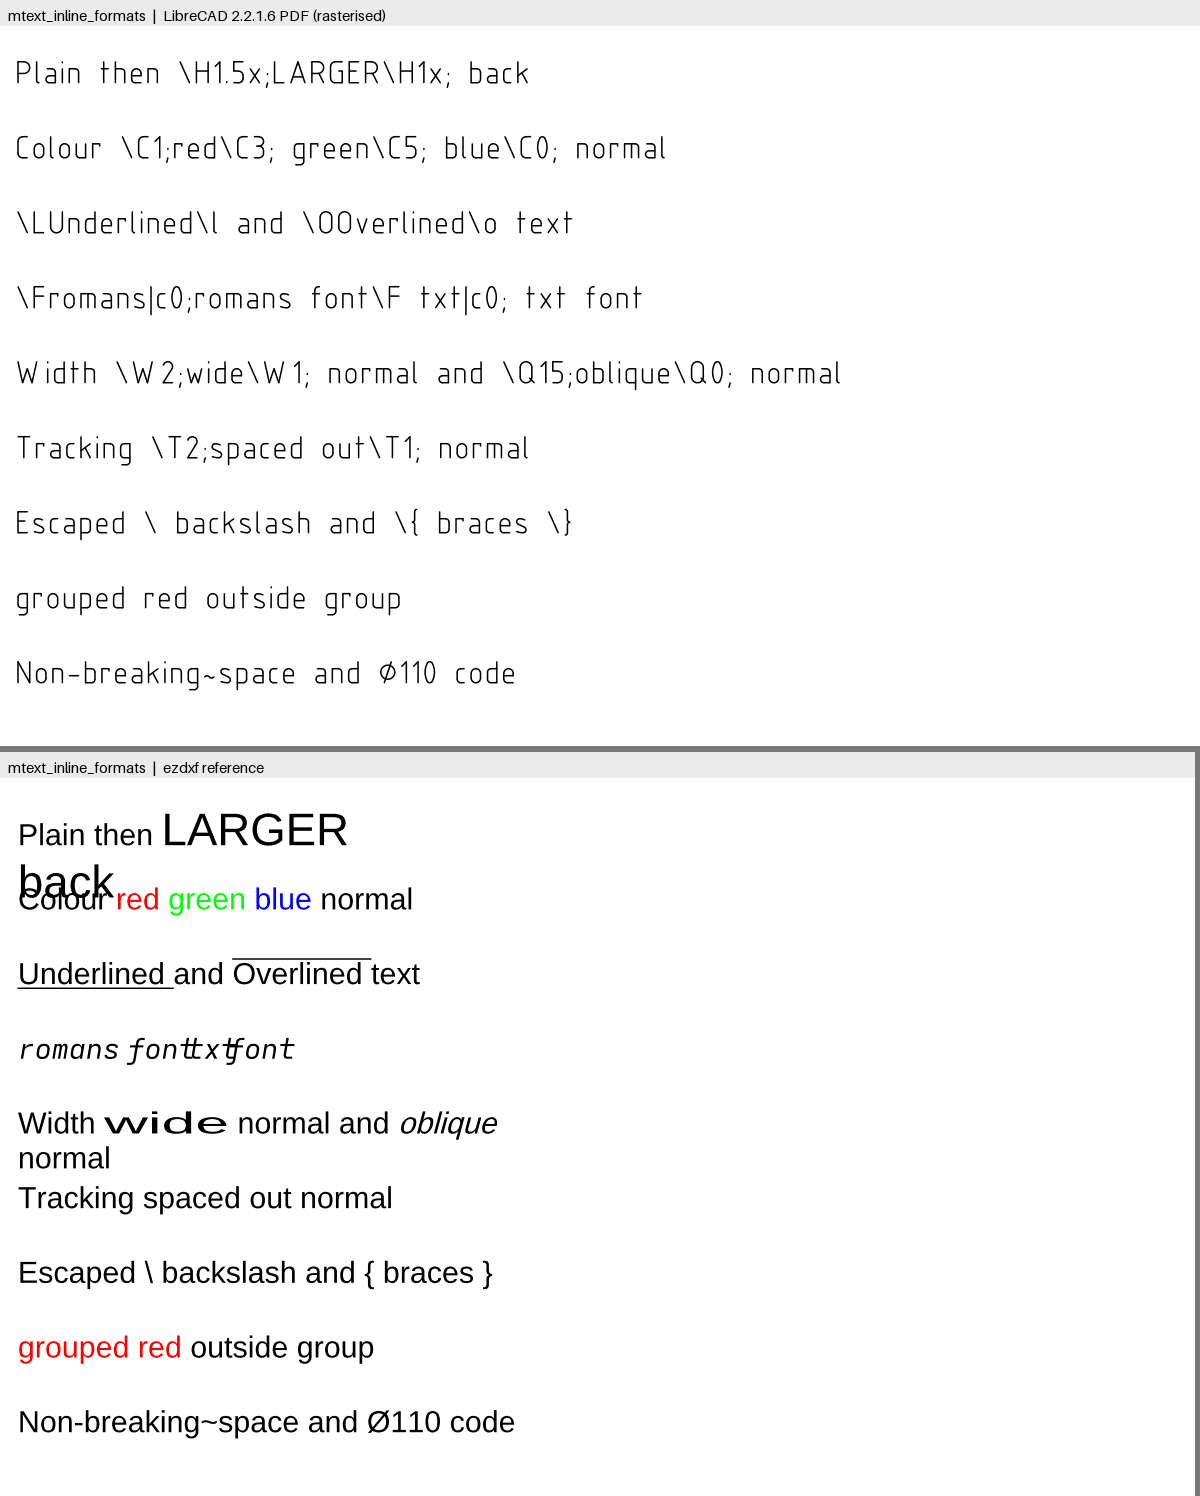 mtext_inline_formats | LibreCAD 2.2.1.6 PDF (rasterised)
Plain then \H1.5x;LARGER\H1x; back
Colour \C1;red\C3; green\C5; blue\C0; normal
\LUnderlined\l and \OOverlined\o text
\Fromans|c0;romans font\F txt|c0; txt font
Width \W2;wide\W1; normal and \Q15;oblique\Q0; normal
Tracking \T2;spaced out\T1; normal
Escaped \ backslash and \{ braces \}
grouped red outside group
Non-breaking~space and Ø110 code
mtext_inline_formats | ezdxf reference
Plain then LARGER
back
Colour red green blue normal
Underlined and Overlined text
romans font txt font
Width wide normal and oblique
normal
Tracking spaced out normal
Escaped \ backslash and { braces }
grouped red outside group
Non-breaking~space and Ø110 code